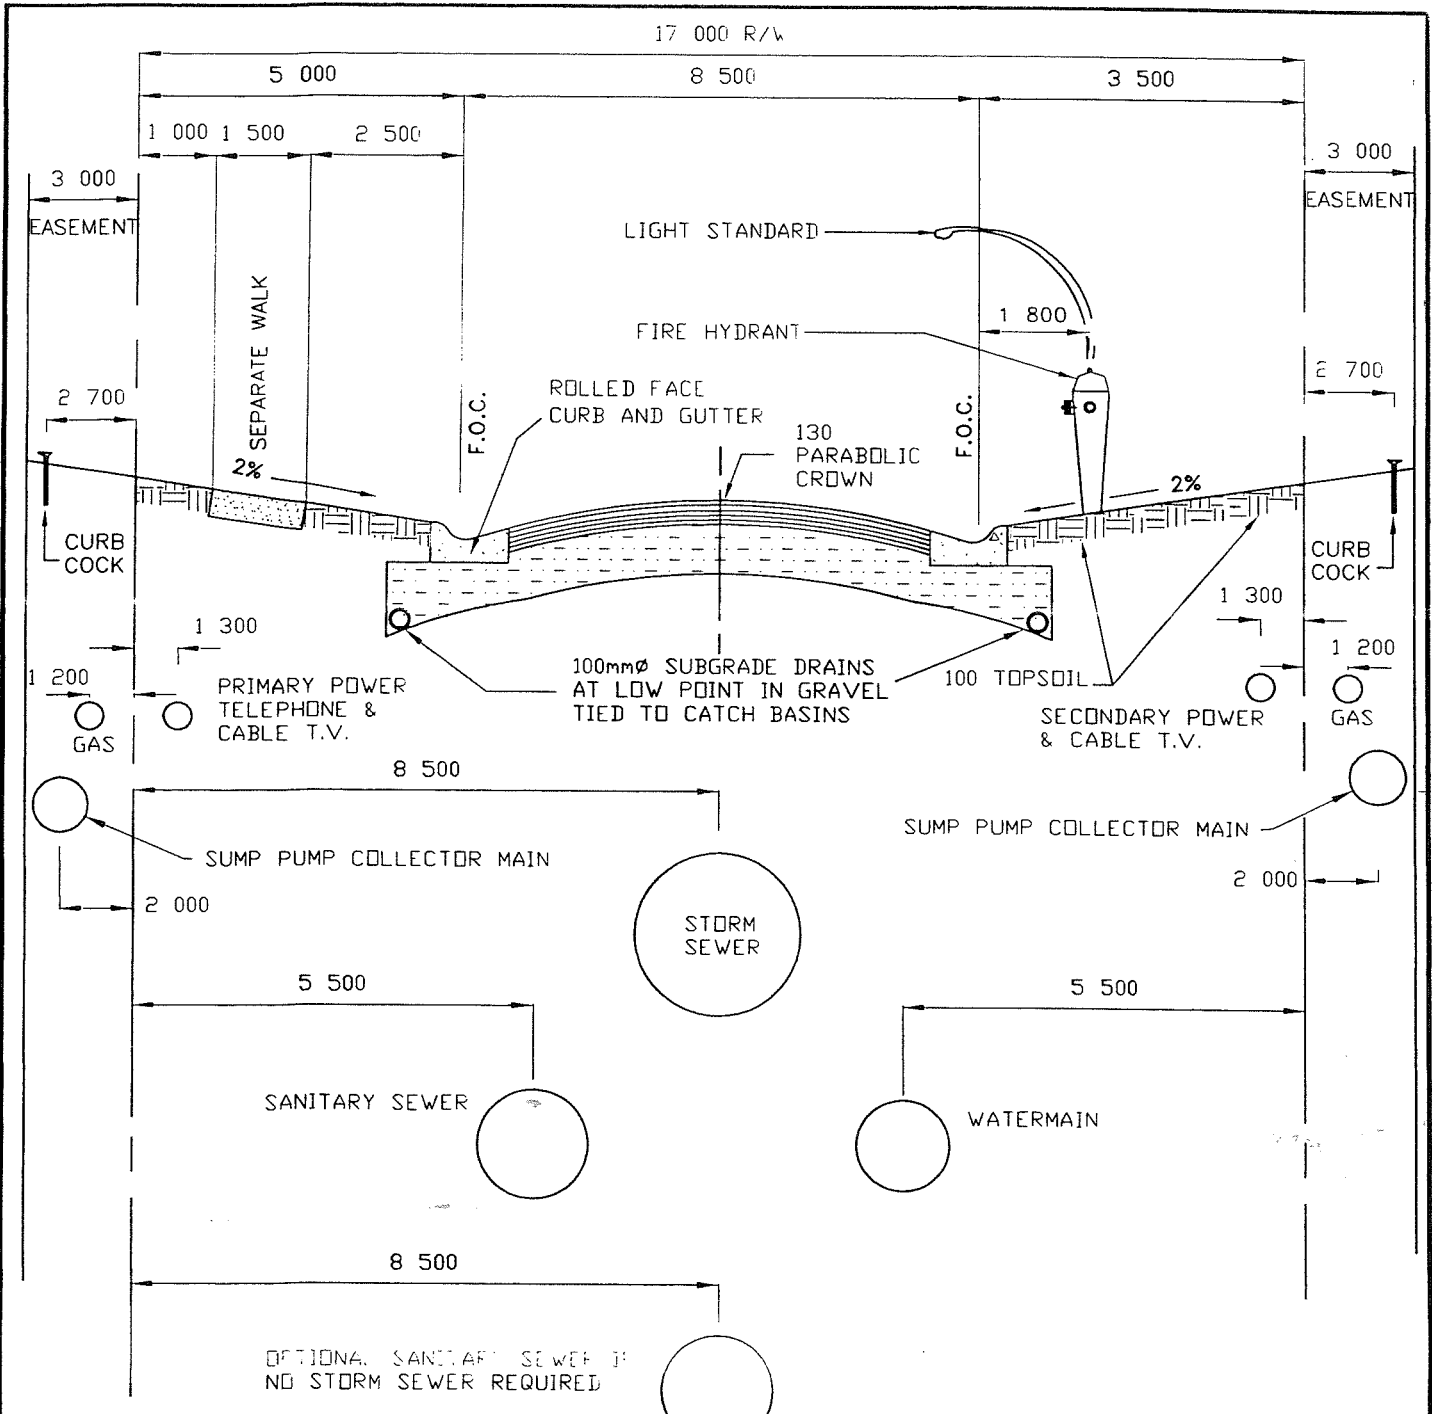 17 000 R/W
5 000
8 500
3 500
1 000
1 500
2 500
3 000
3 000
EASEMENT
EASEMENT
LIGHT STANDARD
SEPARATE WALK
1 800
FIRE HYDRANT
2 700
2 700
ROLLED FACE
CURB AND GUTTER
F.O.C.
F.O.C.
130
PARABOLIC
CROWN
2%
2%
CURB
COCK
CURB
COCK
1 300
1 300
1 200
1 200
PRIMARY POWER
TELEPHONE &
CABLE T.V.
100mmØ SUBGRADE DRAINS
AT LOW POINT IN GRAVEL
TIED TO CATCH BASINS
100 TOPSOIL
SECONDARY POWER
& CABLE T.V.
GAS
GAS
8 500
SUMP PUMP COLLECTOR MAIN
SUMP PUMP COLLECTOR MAIN
2 000
2 000
STORM
SEWER
5 500
5 500
SANITARY SEWER
WATERMAIN
8 500
OPTIONAL SANITARY SEWER IF
NO STORM SEWER REQUIRED